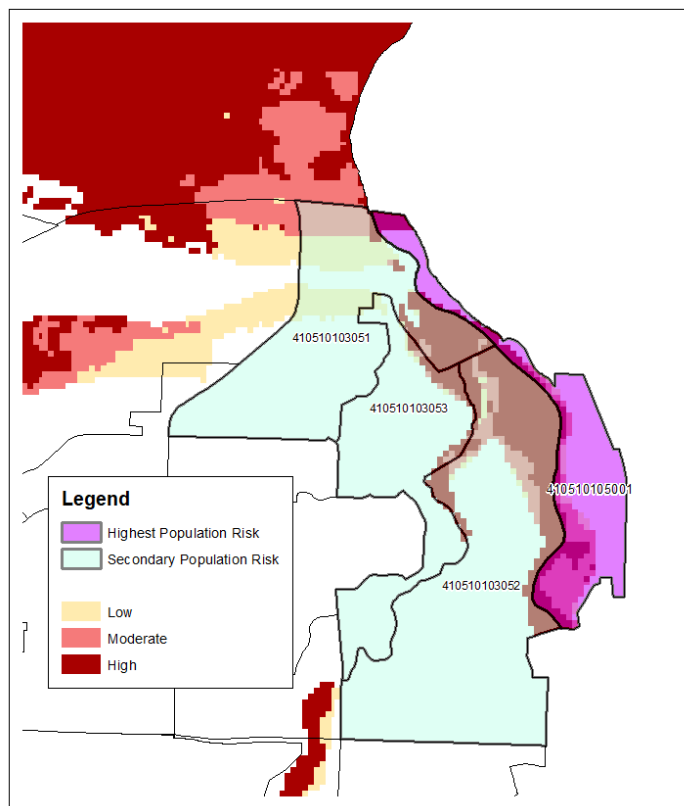 410510103051
410510103053
410510105001
Legend
Highest Population Risk
Secondary Population Risk
410510103052
Low
Moderate
High